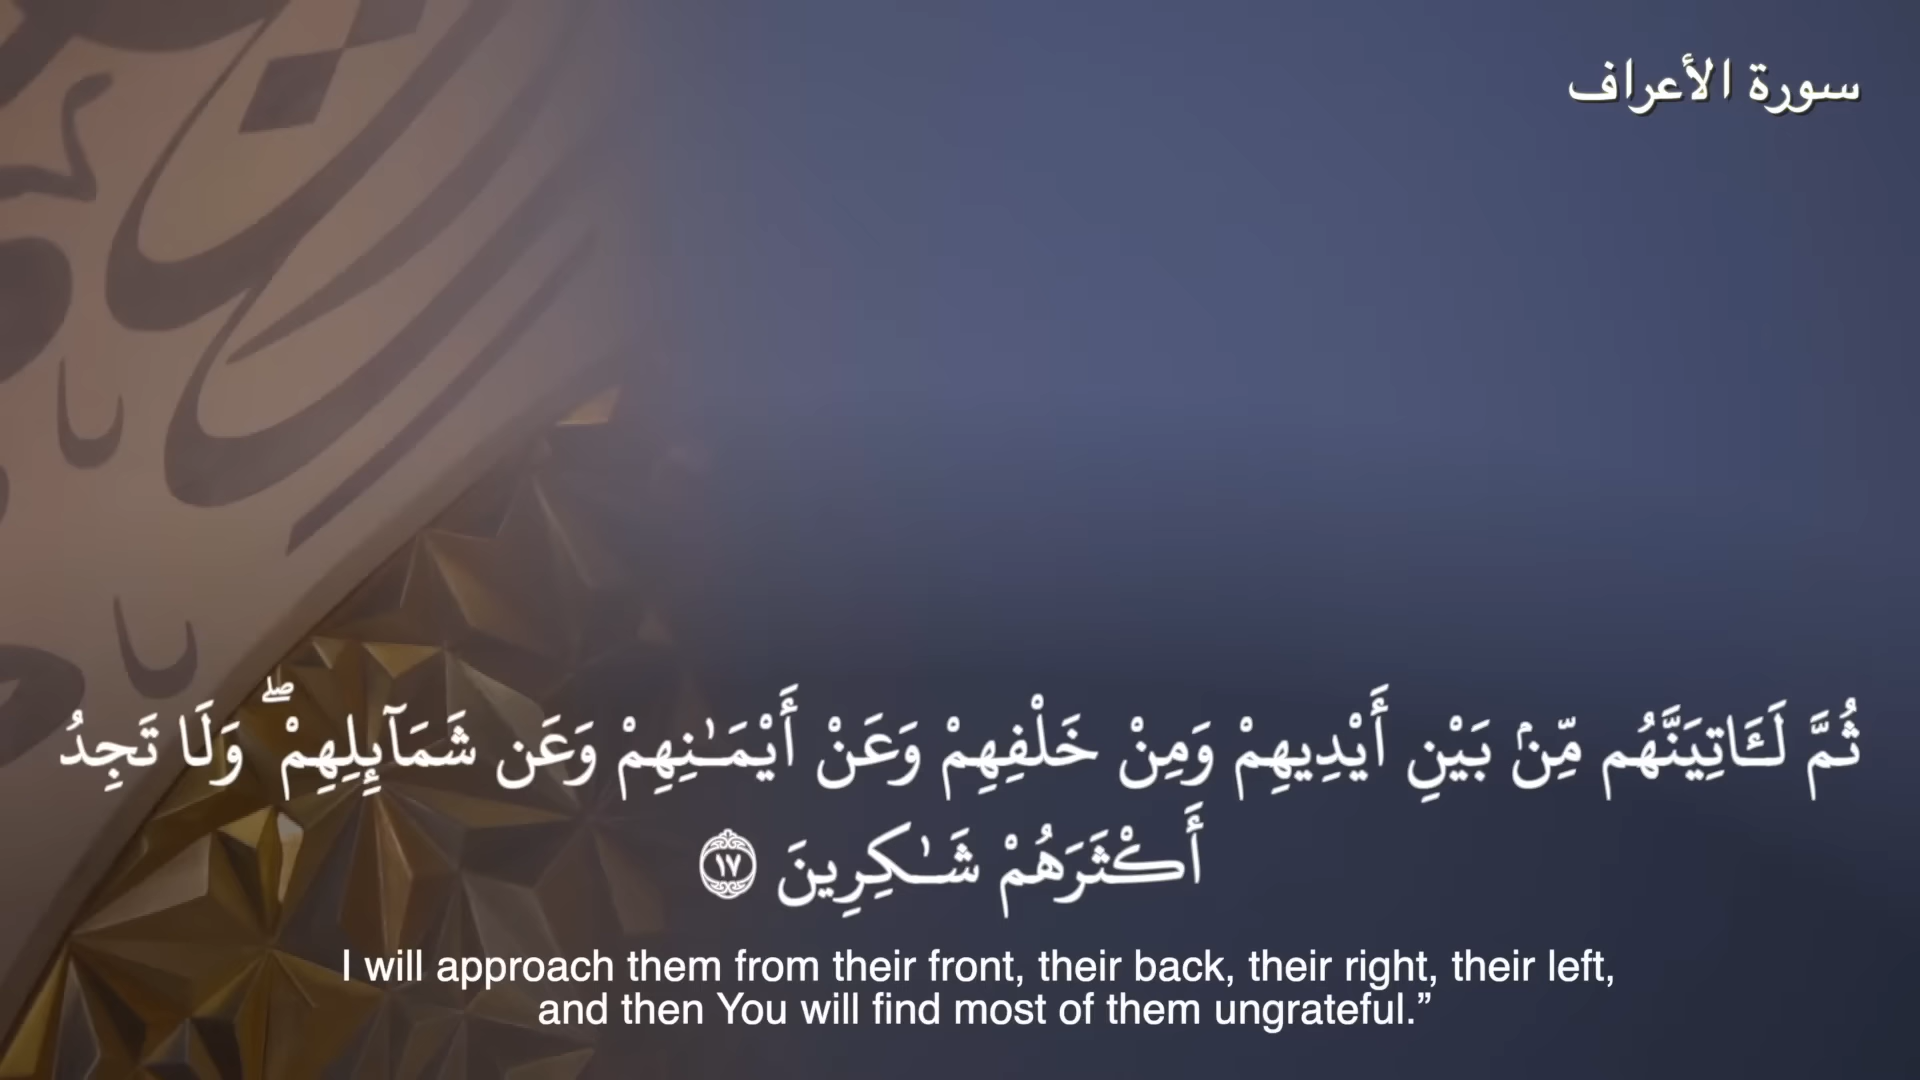 سورة الأعراف
ثُمَّ لَـَٔاتِيَنَّهُم مِّنۢ بَيْنِ أَيْدِيهِمْ وَمِنْ خَلْفِهِمْ وَعَنْ أَيْمَـٰنِهِمْ وَعَن شَمَآئِلِهِمْ ۖ وَلَا تَجِدُ
أَكْثَرَهُمْ شَـٰكِرِينَ ١٧
I will approach them from their front, their back, their right, their left,
and then You will find most of them ungrateful.”